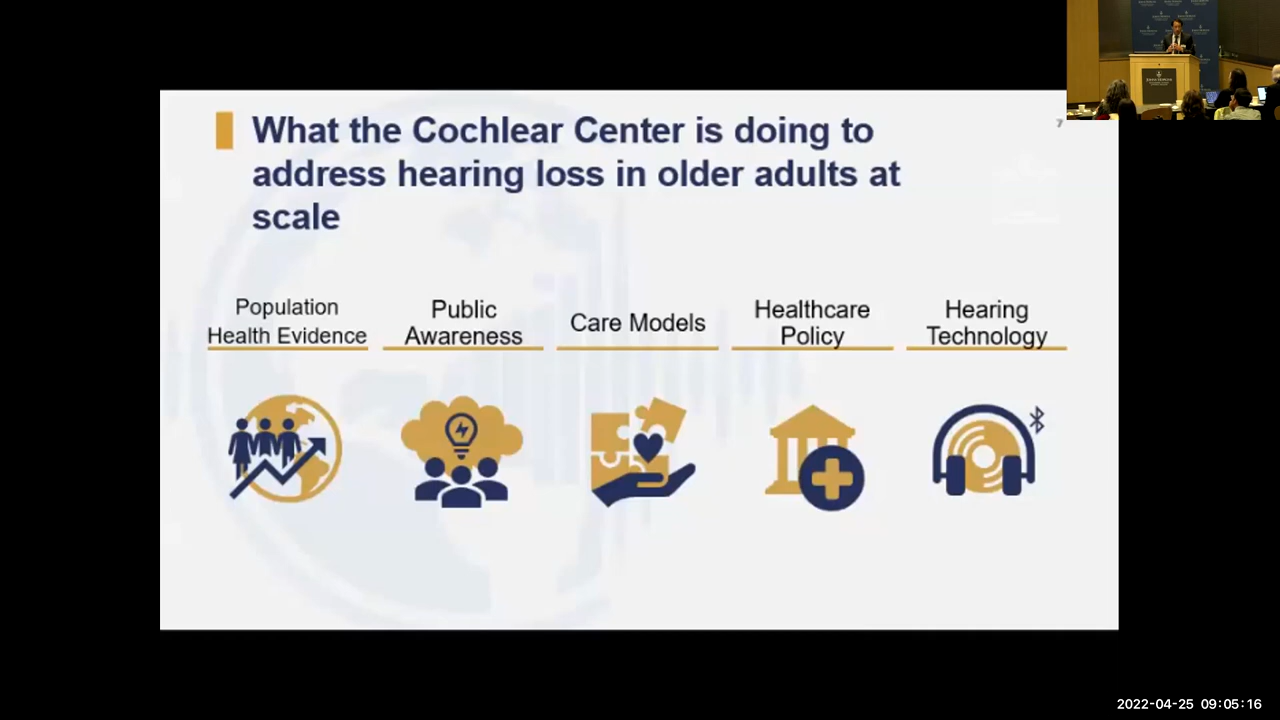 What the Cochlear Center is doing to
address hearing loss in older adults at
scale
7
Population
Health Evidence
Public
Awareness
Care Models
Healthcare
Policy
Hearing
Technology
2022-04-25 09:05:16